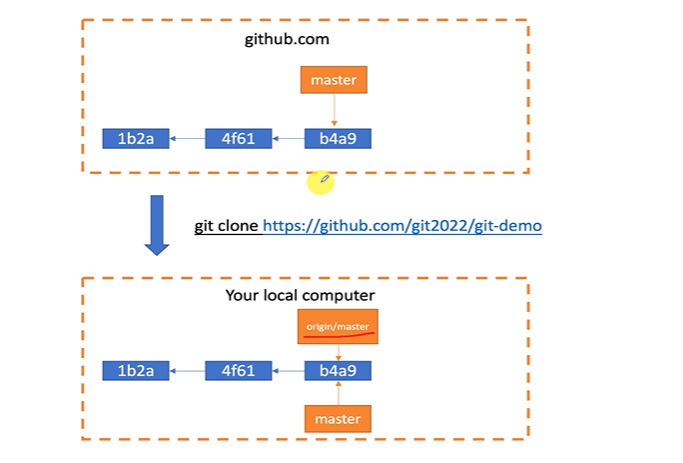 github.com
master
1b2a 4f61 b4a9
git clone https://github.com/git2022/git-demo
Your local computer
origin/master
1b2a 4f61 b4a9
master